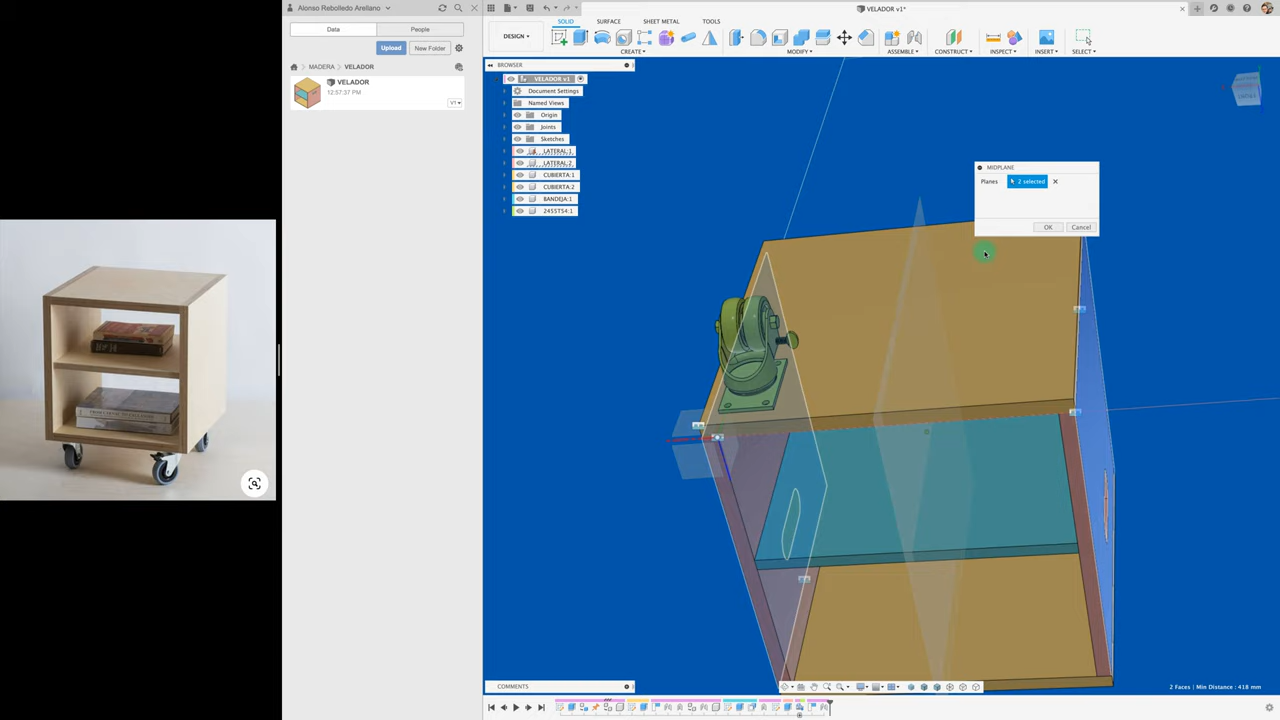 Alonso Rebolledo Arellano
Data
People
Upload
New Folder
MADERA
VELADOR
VELADOR
12:57:37 PM
V1
VELADOR v1*
DESIGN
SOLID
SURFACE
SHEET METAL
TOOLS
CREATE
MODIFY
ASSEMBLE
CONSTRUCT
INSPECT
INSERT
SELECT
BROWSER
VELADOR v1
Document Settings
Named Views
Origin
Joints
Sketches
LATERAL:1
LATERAL:2
CUBIERTA:1
CUBIERTA:2
BANDEJA:1
2455T54:1
MIDPLANE
Planes
2 selected
OK
Cancel
COMMENTS
2 Faces | Min Distance : 418 mm